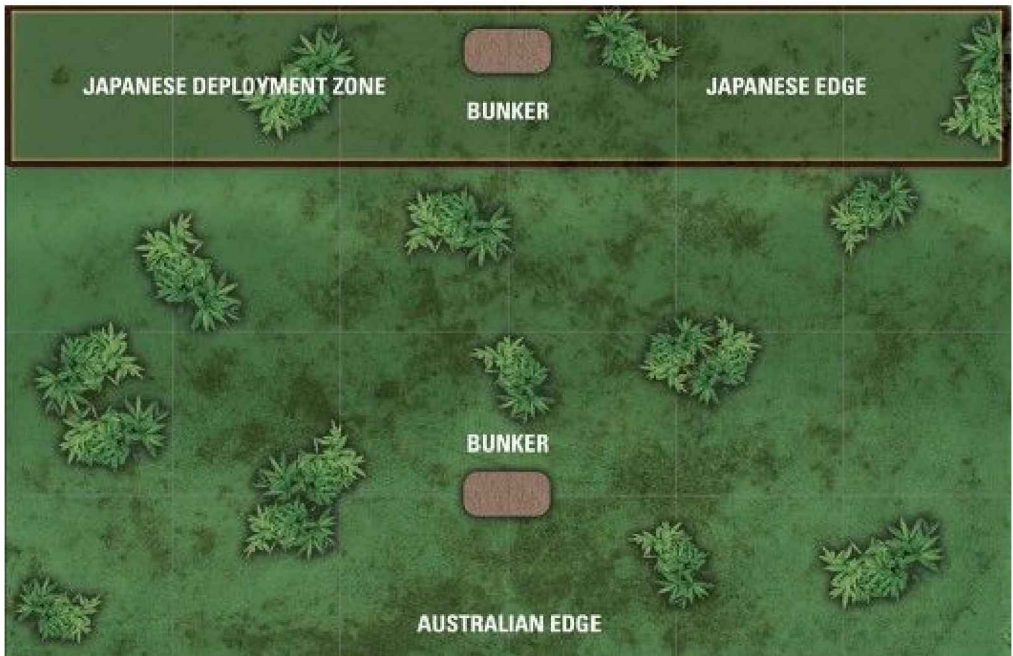 JAPANESE DEPLOYMENT ZONE
JAPANESE EDGE
BUNKER
BUNKER
AUSTRALIAN EDGE